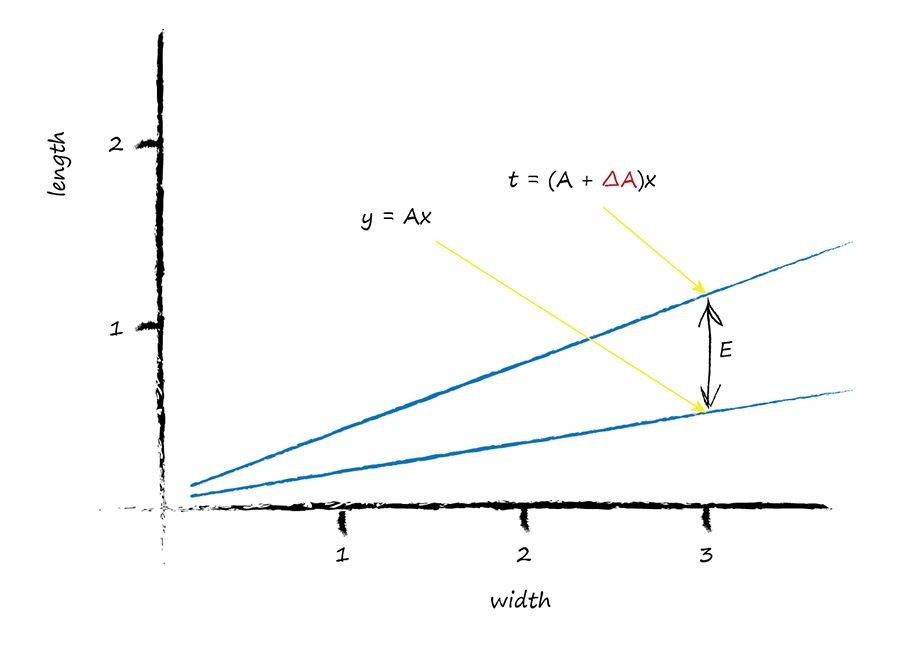 length
2
1
t = (A + ΔA)x
y = Ax
E
1
2
3
width